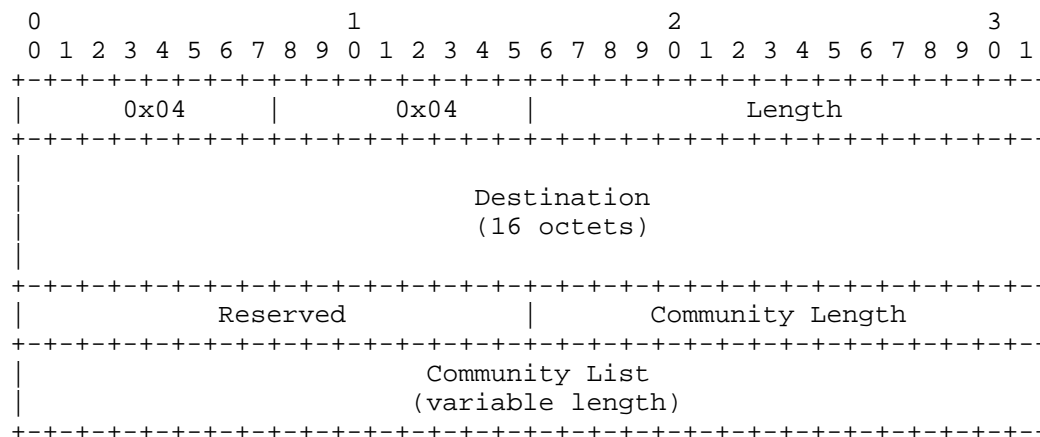 0                   1                   2                   3
0 1 2 3 4 5 6 7 8 9 0 1 2 3 4 5 6 7 8 9 0 1 2 3 4 5 6 7 8 9 0 1
+-+-+-+-+-+-+-+-+-+-+-+-+-+-+-+-+-+-+-+-+-+-+-+-+-+-+-+-+-+-+-+--
|      0x04     |      0x04     |             Length
+-+-+-+-+-+-+-+-+-+-+-+-+-+-+-+-+-+-+-+-+-+-+-+-+-+-+-+-+-+-+-+--
|
|                            Destination
|                            (16 octets)
|
+-+-+-+-+-+-+-+-+-+-+-+-+-+-+-+-+-+-+-+-+-+-+-+-+-+-+-+-+-+-+-+--
|            Reserved           |       Community Length
+-+-+-+-+-+-+-+-+-+-+-+-+-+-+-+-+-+-+-+-+-+-+-+-+-+-+-+-+-+-+-+--
|                         Community List
|                        (variable length)
+-+-+-+-+-+-+-+-+-+-+-+-+-+-+-+-+-+-+-+-+-+-+-+-+-+-+-+-+-+-+-+--